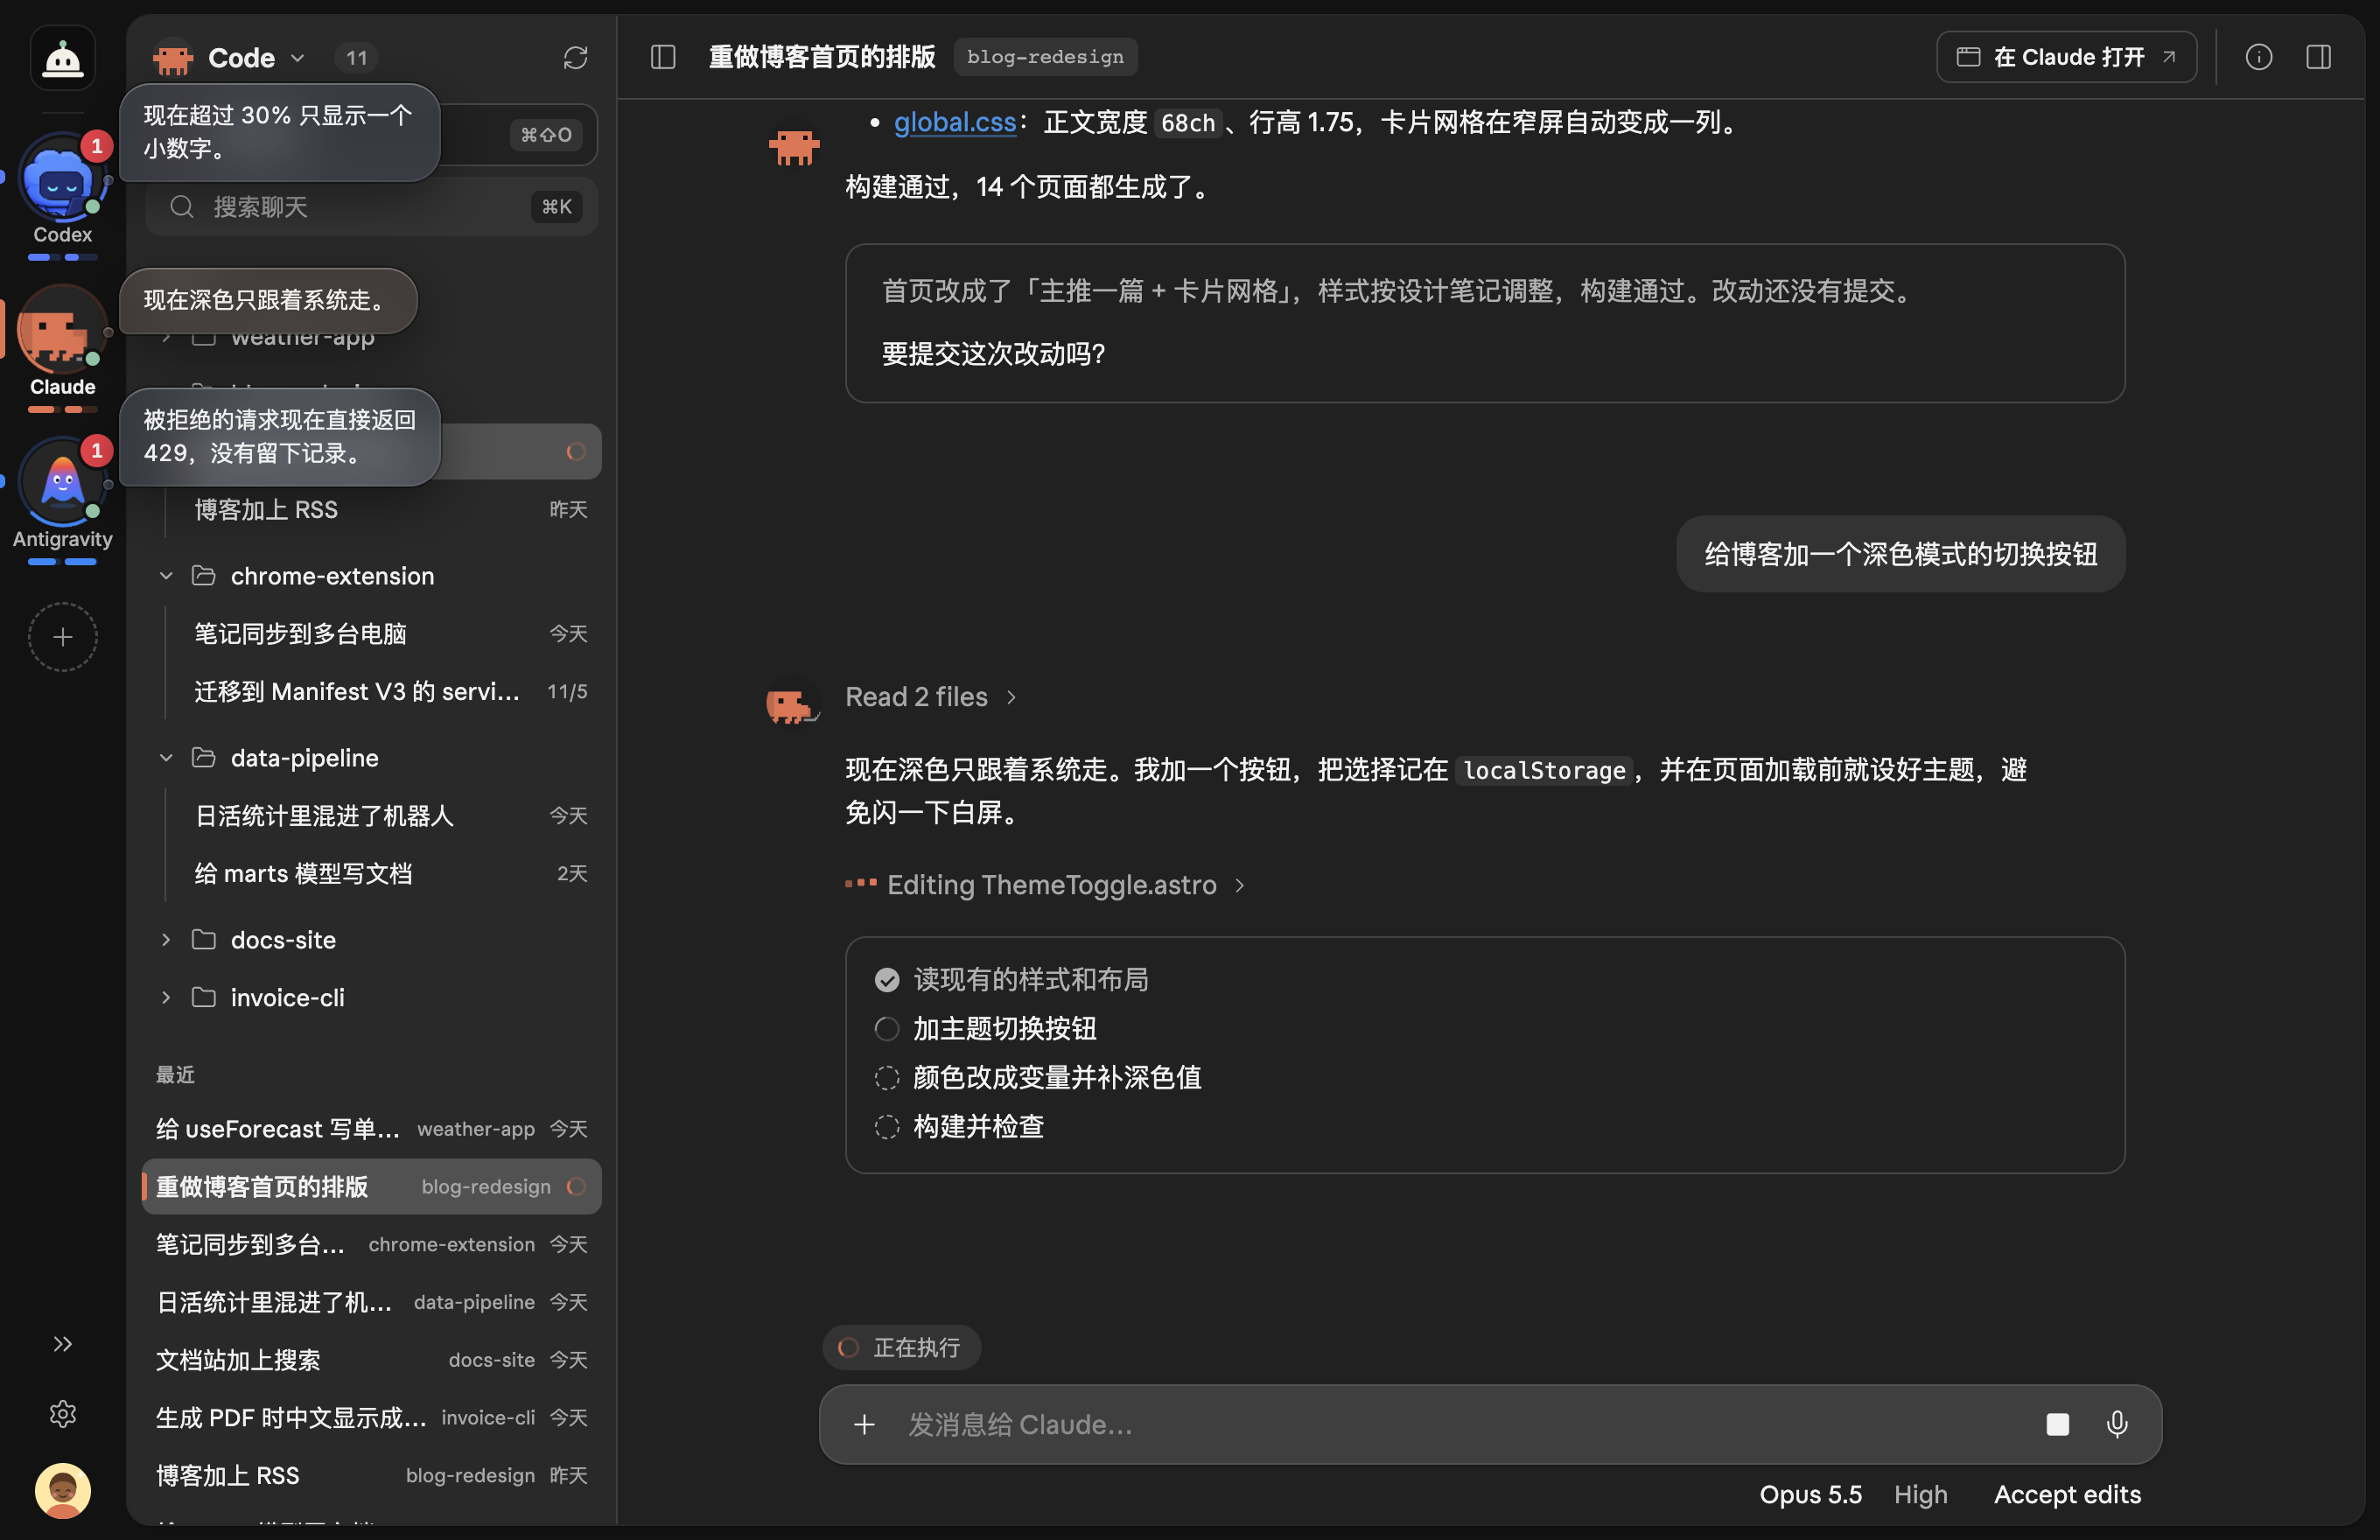 Code
11
现在超过 30% 只显示一个
小数字。
⌘⇧O
搜索聊天
⌘K
1
Codex
现在深色只跟着系统走。
weather-app
Claude
被拒绝的请求现在直接返回
429，没有留下记录。
1
Antigravity
博客加上 RSS 昨天
chrome-extension
笔记同步到多台电脑 今天
迁移到 Manifest V3 的 servi... 11/5
data-pipeline
日活统计里混进了机器人 今天
给 marts 模型写文档 2天
docs-site
invoice-cli
最近
给 useForecast 写单... weather-app 今天
重做博客首页的排版 blog-redesign
笔记同步到多台... chrome-extension 今天
日活统计里混进了机... data-pipeline 今天
文档站加上搜索 docs-site 今天
生成 PDF 时中文显示成... invoice-cli 今天
博客加上 RSS blog-redesign 昨天
重做博客首页的排版 blog-redesign
在 Claude 打开
global.css：正文宽度 68ch、行高 1.75，卡片网格在窄屏自动变成一列。
构建通过，14 个页面都生成了。
首页改成了「主推一篇 + 卡片网格」，样式按设计笔记调整，构建通过。改动还没有提交。
要提交这次改动吗？
给博客加一个深色模式的切换按钮
Read 2 files
现在深色只跟着系统走。我加一个按钮，把选择记在 localStorage，并在页面加载前就设好主题，避
免闪一下白屏。
Editing ThemeToggle.astro
读现有的样式和布局
加主题切换按钮
颜色改成变量并补深色值
构建并检查
正在执行
发消息给 Claude...
Opus 5.5 High Accept edits